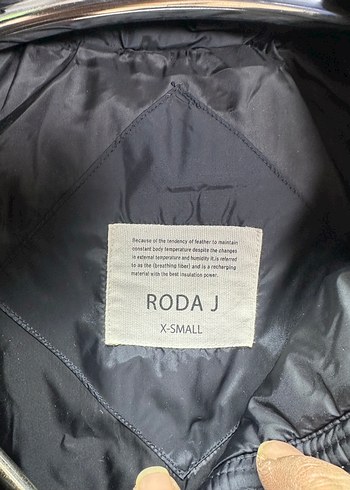 Because of the tendency of feather to maintain
constant body temperature despite the changes
in external temperature and humidity it,is referred
to as the (breathing fiber) and is a recharging
material with the best insulation power.
RODA J
X-SMALL